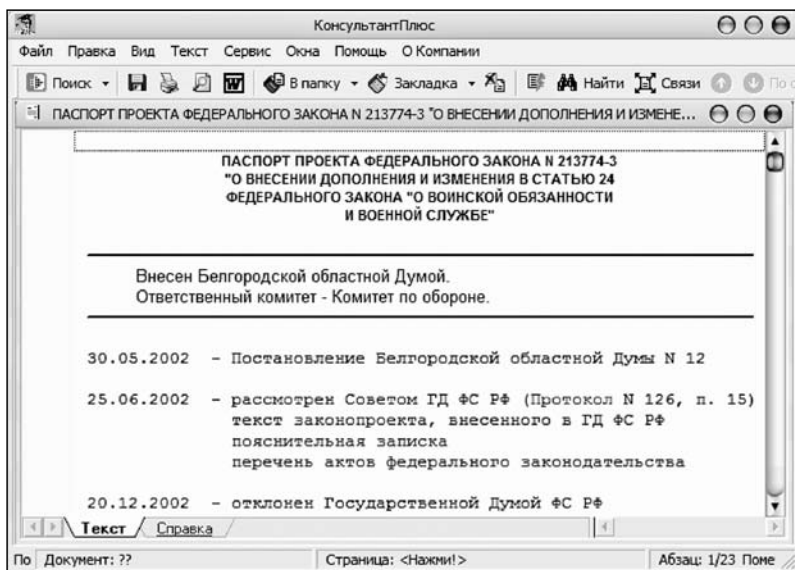 КонсультантПлюс
Файл Правка Вид Текст Сервис Окна Помощь О Компании
Поиск W В папку Закладка Найти Связи По с
ПАСПОРТ ПРОЕКТА ФЕДЕРАЛЬНОГО ЗАКОНА N 213774-3 "О ВНЕСЕНИИ ДОПОЛНЕНИЯ И ИЗМЕНЕ...
ПАСПОРТ ПРОЕКТА ФЕДЕРАЛЬНОГО ЗАКОНА N 213774-3
"О ВНЕСЕНИИ ДОПОЛНЕНИЯ И ИЗМЕНЕНИЯ В СТАТЬЮ 24
ФЕДЕРАЛЬНОГО ЗАКОНА "О ВОИНСКОЙ ОБЯЗАННОСТИ
И ВОЕННОЙ СЛУЖБЕ"
Внесен Белгородской областной Думой.
Ответственный комитет - Комитет по обороне.
30.05.2002 - Постановление Белгородской областной Думы N 12
25.06.2002 - рассмотрен Советом ГД ФС РФ (Протокол N 126, п. 15)
текст законопроекта, внесенного в ГД ФС РФ
пояснительная записка
перечень актов федерального законодательства
20.12.2002 - отклонен Государственной Думой ФС РФ
Текст Справка
По Документ: ?? Страница: <Нажми!> Абзац: 1/23 Поме